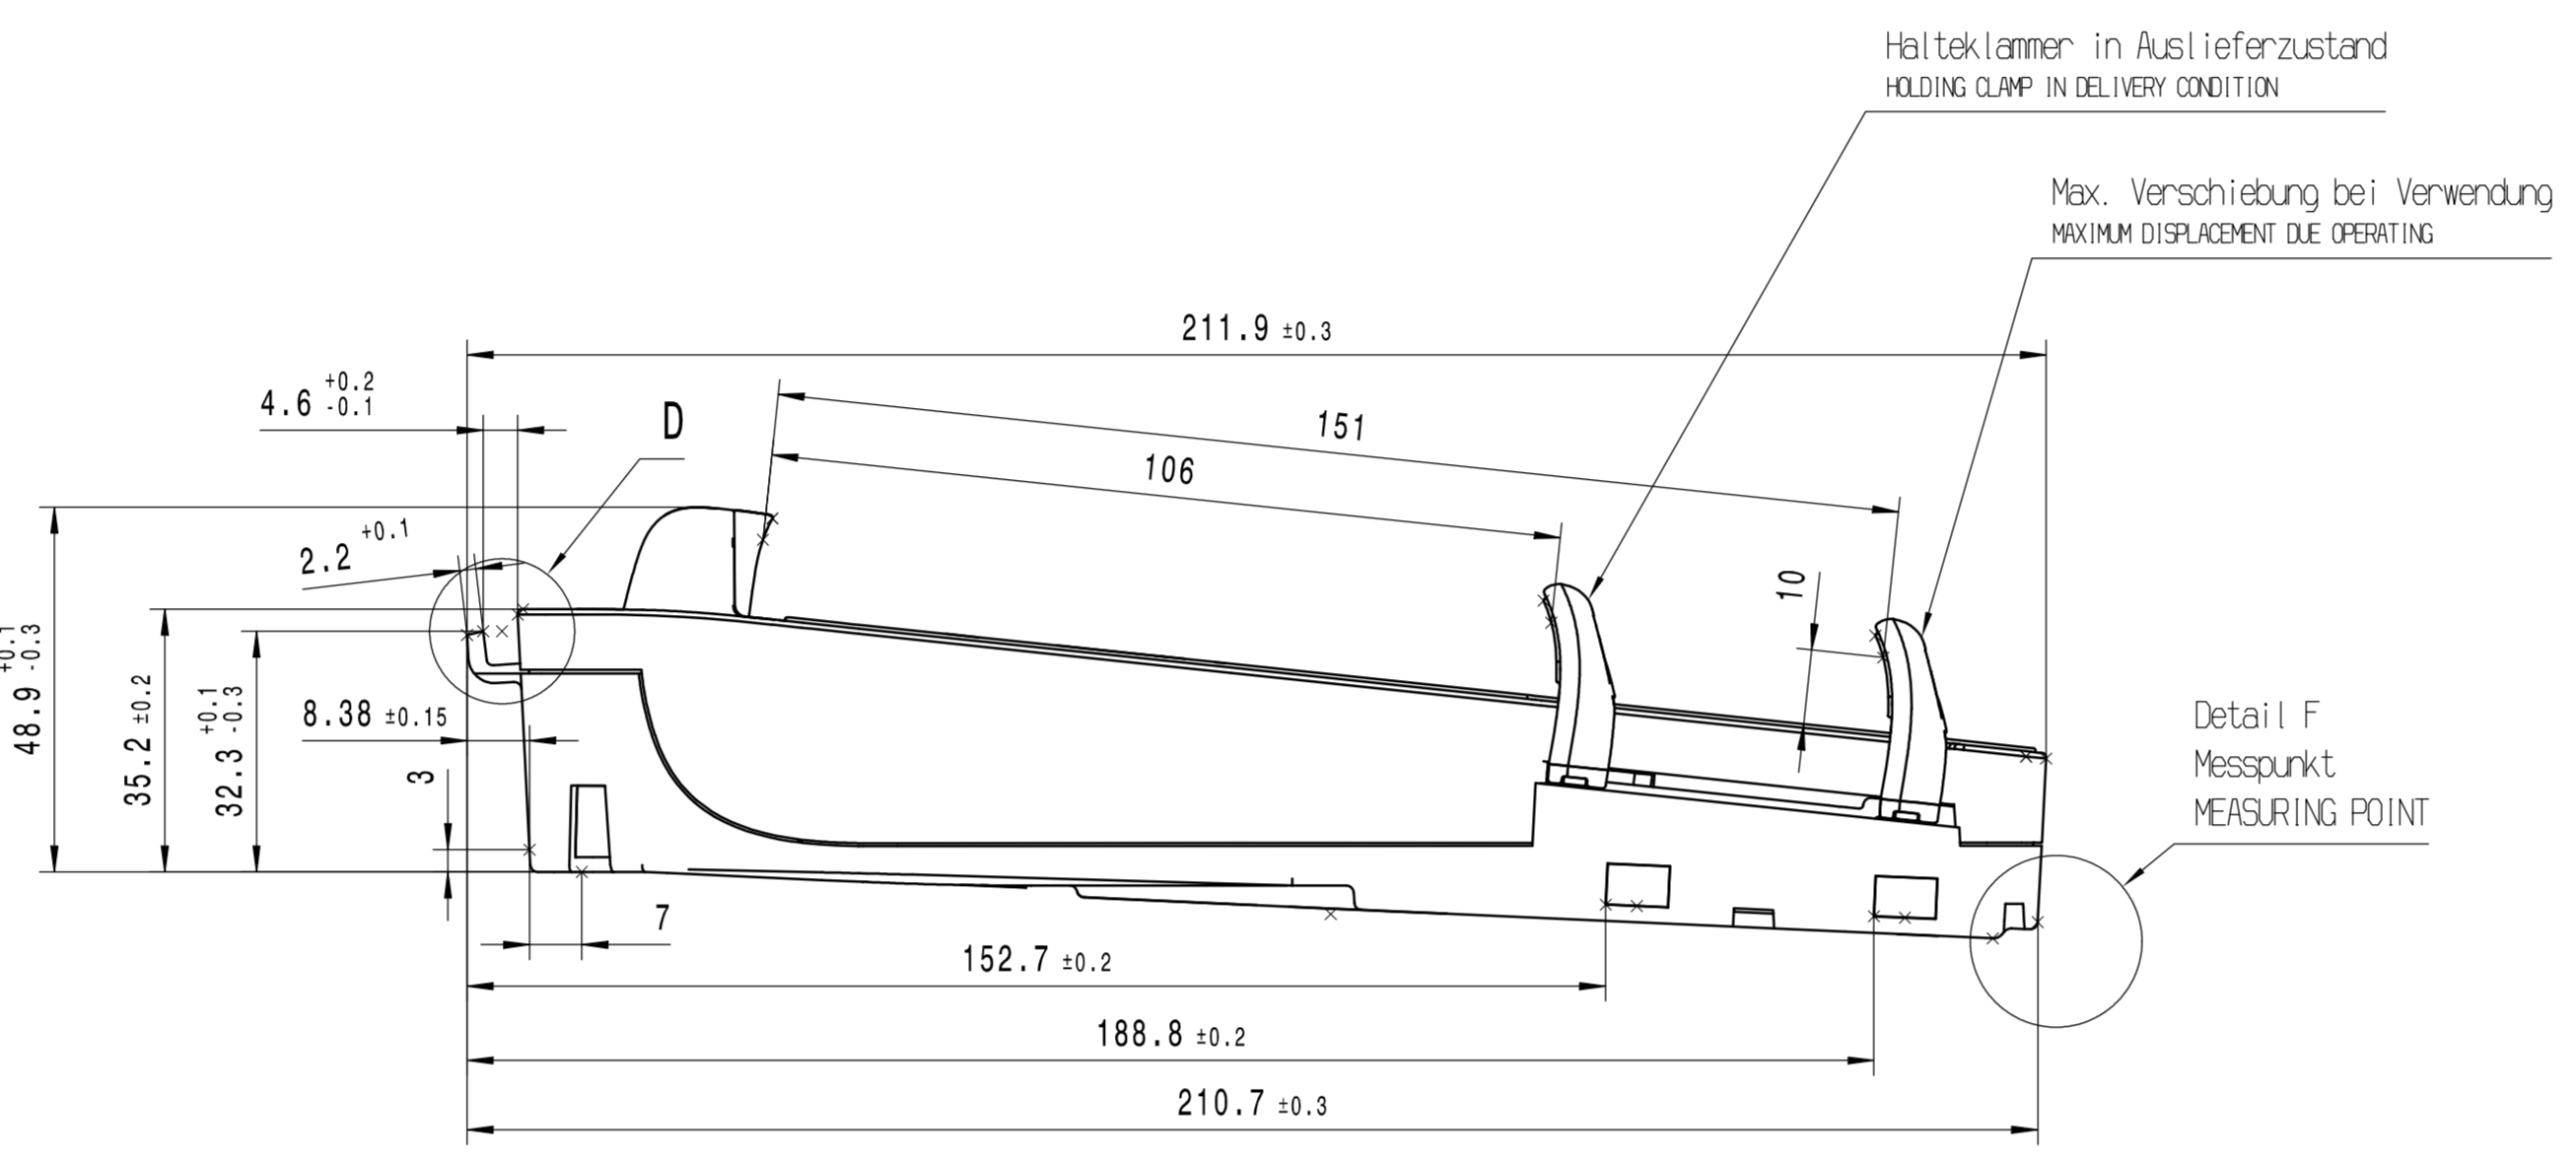 Halteklammer in Auslieferzustand
HOLDING CLAMP IN DELIVERY CONDITION
Max. Verschiebung bei Verwendung
MAXIMUM DISPLACEMENT DUE OPERATING
211.9 ±0.3
4.6 +0.2 -0.1
D
151
106
2.2 +0.1
10
48.9 +0.1 -0.3
35.2 ±0.2
32.3 +0.1 -0.3
8.38 ±0.15
3
Detail F
Messpunkt
MEASURING POINT
7
152.7 ±0.2
188.8 ±0.2
210.7 ±0.3